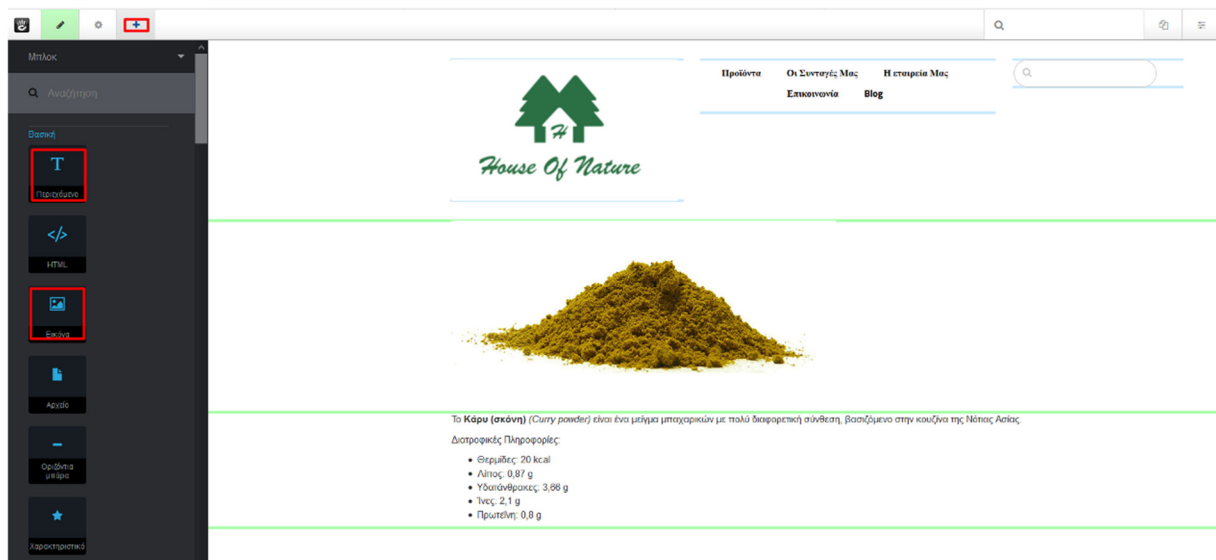 Μπλοκ
Αναζήτηση
Βασική
T
Περιεχόμενο
</>
HTML
Εικόνα
Αρχείο
Οριζόντια
μπάρα
Χαρακτηριστικό
H
House Of Nature
Προϊόντα Οι Συνταγές Μας Η εταιρεία Μας
Επικοινωνία Blog
Το Κάρυ (σκόνη) (Curry powder) είναι ένα μείγμα μπαχαρικών με πολύ διαφορετική σύνθεση, βασιζόμενο στην κουζίνα της Νότιας Ασίας.
Διατροφικές Πληροφορίες:
• Θερμίδες: 20 kcal
• Λίπος: 0,87 g
• Υδατάνθρακες: 3,66 g
• Ίνες: 2,1 g
• Πρωτεΐνη: 0,8 g